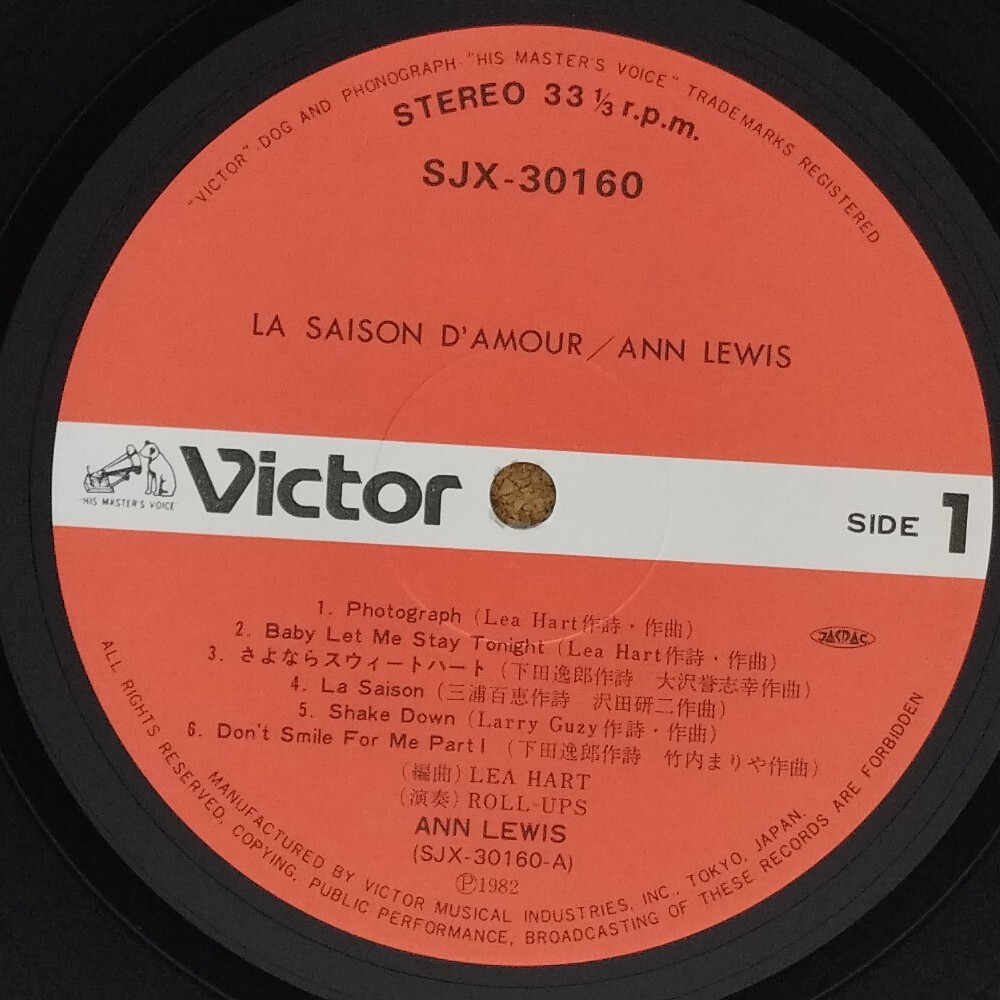 "VICTOR"-DOG AND PHONOGRAPH-"HIS MASTER'S VOICE" TRADEMARKS REGISTERED
STEREO 33⅓ r.p.m.
SJX-30160
LA SAISON D'AMOUR/ANN LEWIS
"HIS MASTER'S VOICE"
Victor
SIDE 1
1. Photograph (Lea Hart作詩・作曲)
2. Baby Let Me Stay Tonight (Lea Hart作詩・作曲)
JASRAC
3. さよならスウィートハート (下田逸郎作詩 大沢誉志幸作曲)
4. La Saison (三浦百恵作詩 沢田研二作曲)
5. Shake Down (Larry Guzy作詩・作曲)
6. Don't Smile For Me Part I (下田逸郎作詩 竹内まりや作曲)
(編曲) LEA HART
(演奏) ROLL-UPS
ANN LEWIS
(SJX-30160-A)
Ⓟ1982
MANUFACTURED BY VICTOR MUSICAL INDUSTRIES, INC., TOKYO, JAPAN.
ALL RIGHTS RESERVED, COPYING, PUBLIC PERFORMANCE, BROADCASTING OF THESE RECORDS ARE FORBIDDEN